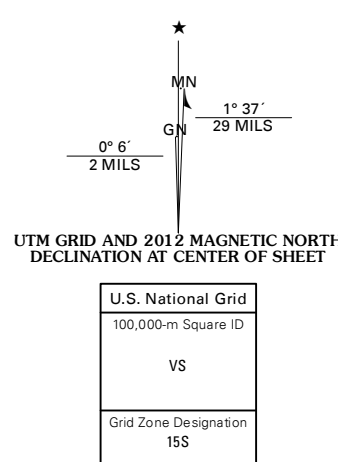 ★
MN
1° 37´
29 MILS
GN
0° 6´
2 MILS
UTM GRID AND 2012 MAGNETIC NORTH
DECLINATION AT CENTER OF SHEET
U.S. National Grid
100,000-m Square ID
VS
Grid Zone Designation
15S